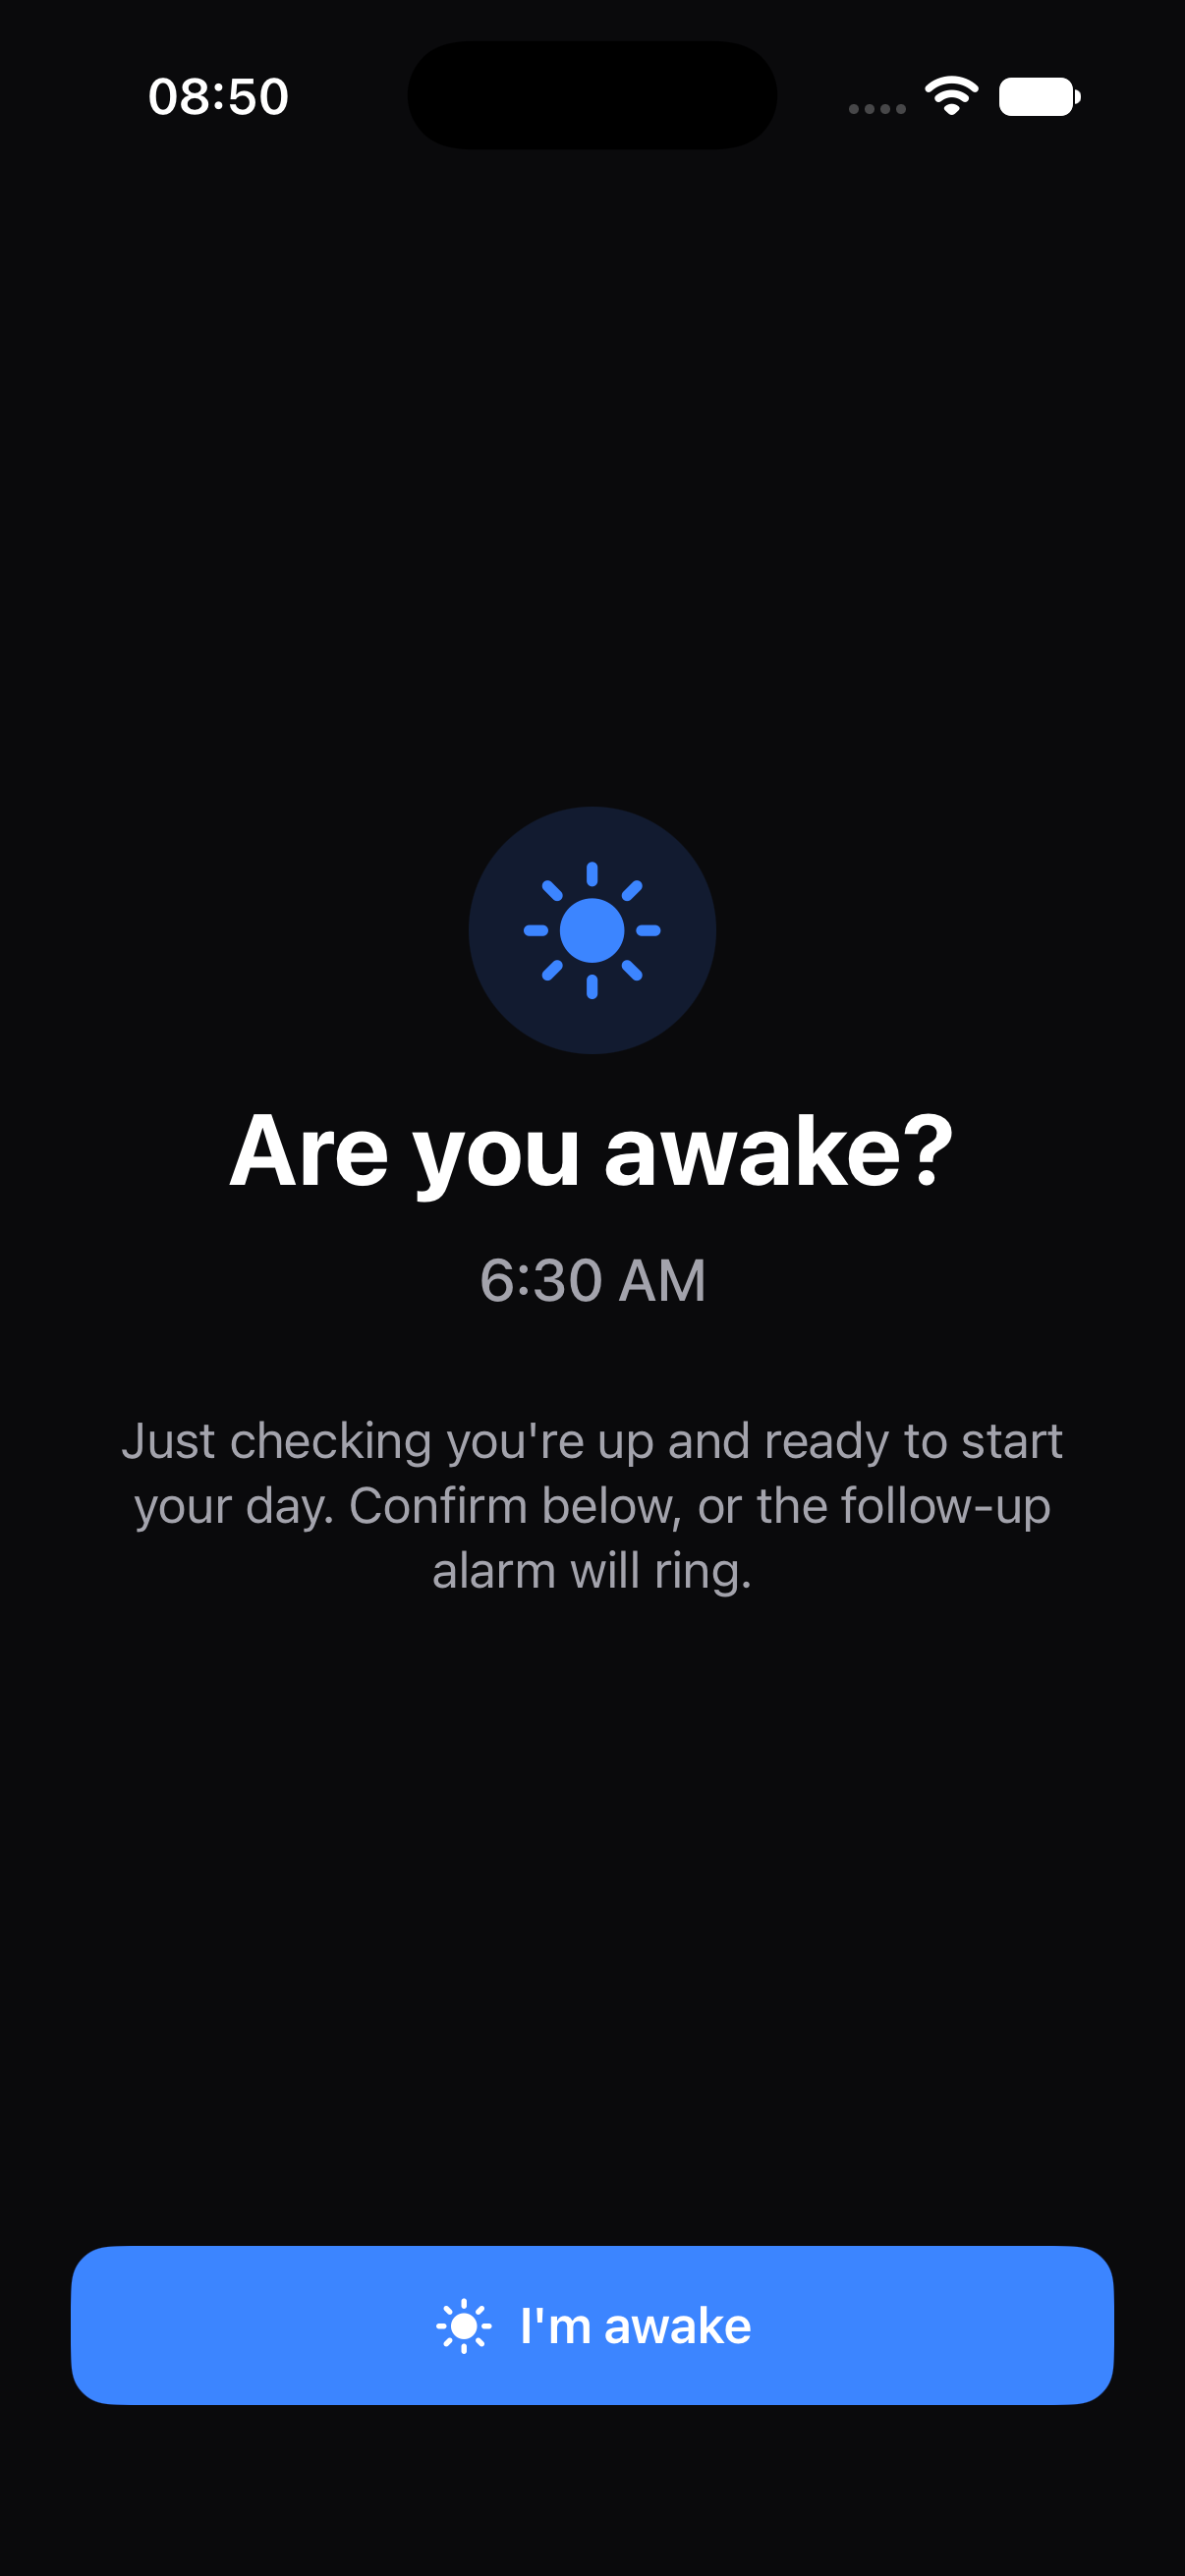 08:50
Are you awake?
6:30 AM
Just checking you're up and ready to start
your day. Confirm below, or the follow-up
alarm will ring.
I'm awake